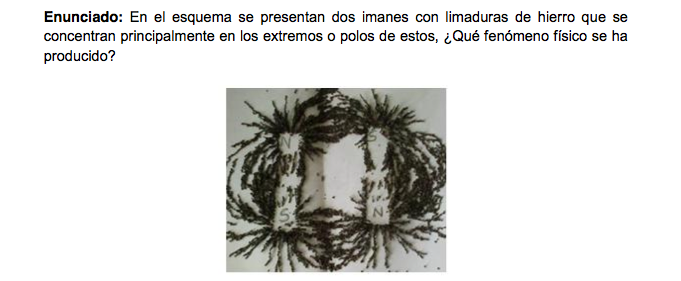 Enunciado: En el esquema se presentan dos imanes con limaduras de hierro que se
concentran principalmente en los extremos o polos de estos, ¿Qué fenómeno físico se ha
producido?
N S
S N